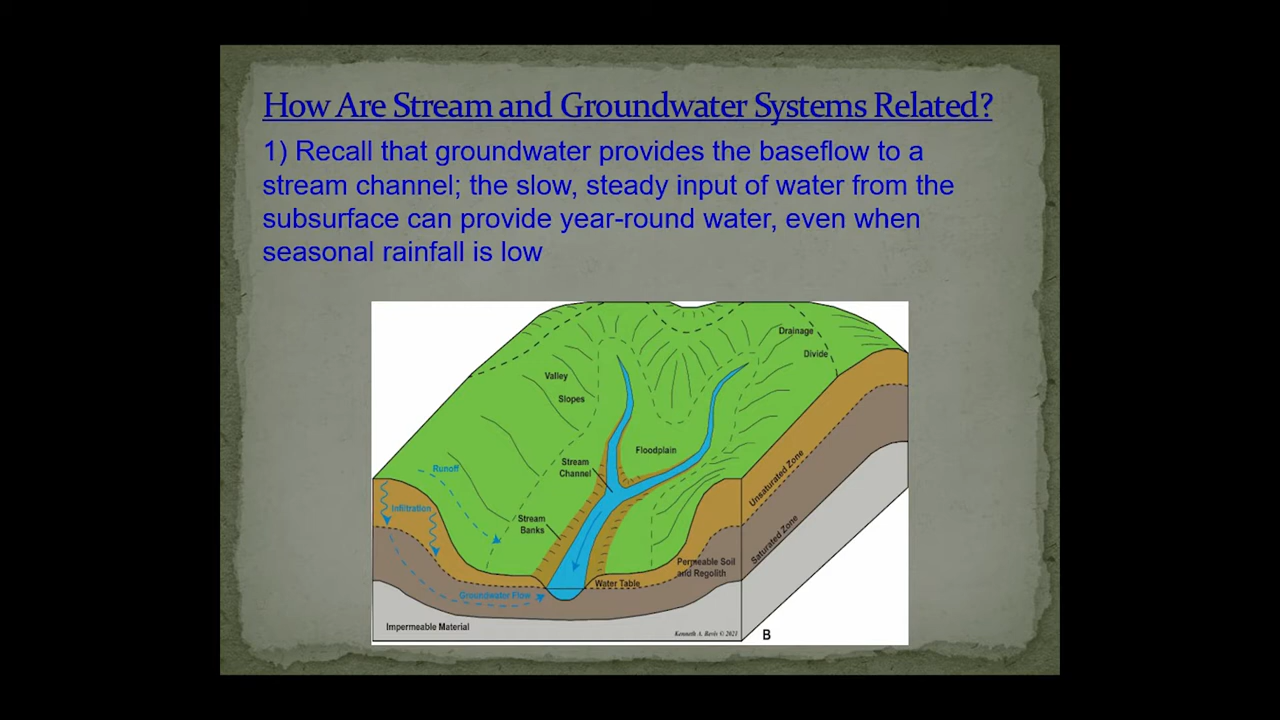 How Are Stream and Groundwater Systems Related?
1) Recall that groundwater provides the baseflow to a
stream channel; the slow, steady input of water from the
subsurface can provide year-round water, even when
seasonal rainfall is low
Drainage
Divide
Valley
Slopes
Floodplain
Stream
Channel
Runoff
Infiltration
Stream
Banks
Unsaturated Zone
Saturated Zone
Permeable Soil
and Regolith
Water Table
Groundwater Flow
Impermeable Material
Kenneth A. Bevis © 2021
B